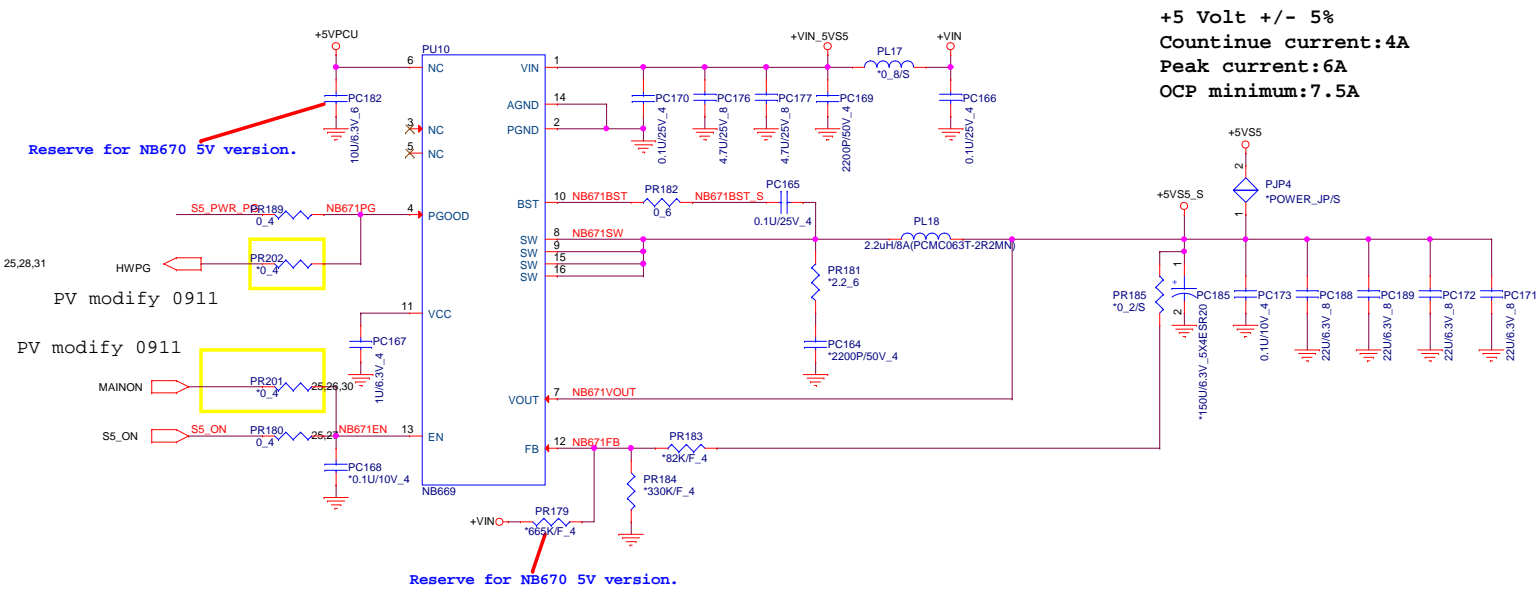 +5 Volt +/- 5%
Countinue current:4A
Peak current:6A
OCP minimum:7.5A
+5VPCU
6
PC182
10U/6.3V_6
Reserve for NB670 5V version.
PU10
NC
3
NC
5
NC
VIN
1
AGND
14
PGND
2
+VIN_5VS5
PL17
*0_8/S
+VIN
PC170
0.1U/25V_4
PC176
4.7U/25V_8
PC177
4.7U/25V_8
PC169
2200P/50V_4
PC166
0.1U/25V_4
S5_PWR_PG
PR189
0_4
NB671PG
4
PGOOD
25,28,31
HWPG
PR202
*0_4
PV modify 0911
BST
10
NB671BST
PR182
0_6
NB671BST_S
PC165
0.1U/25V_4
SW
8
NB671SW
SW
9
SW
15
SW
16
PL18
2.2uH/8A(PCMC063T-2R2MN)
PR181
*2.2_6
PC164
*2200P/50V_4
+5VS5
2
PJP4
*POWER_JP/S
1
+5VS5_S
PR185
*0_2/S
1
+
2
PC185
*150U/6.3V_5X4ESR20
PC173
0.1U/10V_4
PC188
22U/6.3V_8
PC189
22U/6.3V_8
PC172
22U/6.3V_8
PC171
22U/6.3V_8
11
VCC
PC167
1U/6.3V_4
PV modify 0911
MAINON
PR201
*0_4
25,26,30
S5_ON
S5_ON
PR180
0_4
25,27
NB671EN
13
EN
PC168
*0.1U/10V_4
NB669
VOUT
7
NB671VOUT
FB
12
NB671FB
PR183
*82K/F_4
PR184
*330K/F_4
+VIN
PR179
*665K/F_4
Reserve for NB670 5V version.